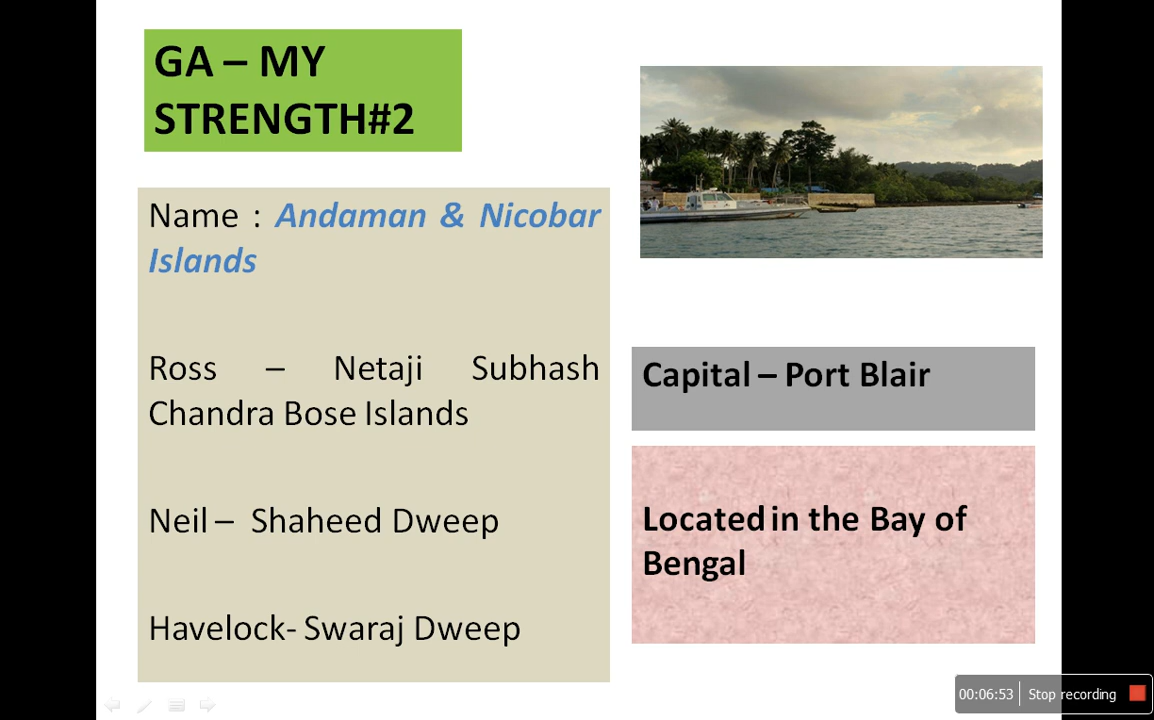 GA – MY
STRENGTH#2
Name : Andaman & Nicobar
Islands
Ross – Netaji Subhash
Chandra Bose Islands
Neil – Shaheed Dweep
Havelock- Swaraj Dweep
Capital – Port Blair
Located in the Bay of
Bengal
00:06:53 Stop recording